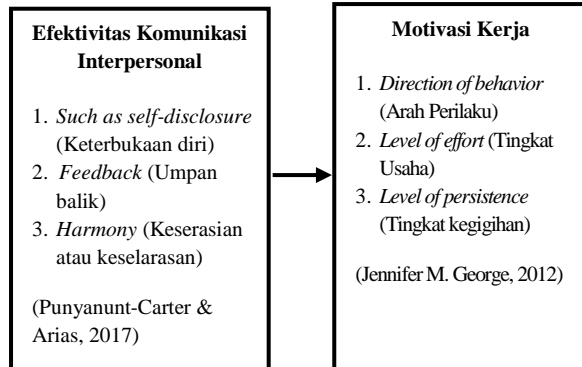 Efektivitas Komunikasi
Interpersonal
1. Such as self-disclosure
(Keterbukaan diri)
2. Feedback (Umpan
balik)
3. Harmony (Keserasian
atau keselarasan)
(Punyanunt-Carter &
Arias, 2017)
Motivasi Kerja
1. Direction of behavior
(Arah Perilaku)
2. Level of effort (Tingkat
Usaha)
3. Level of persistence
(Tingkat kegigihan)
(Jennifer M. George, 2012)